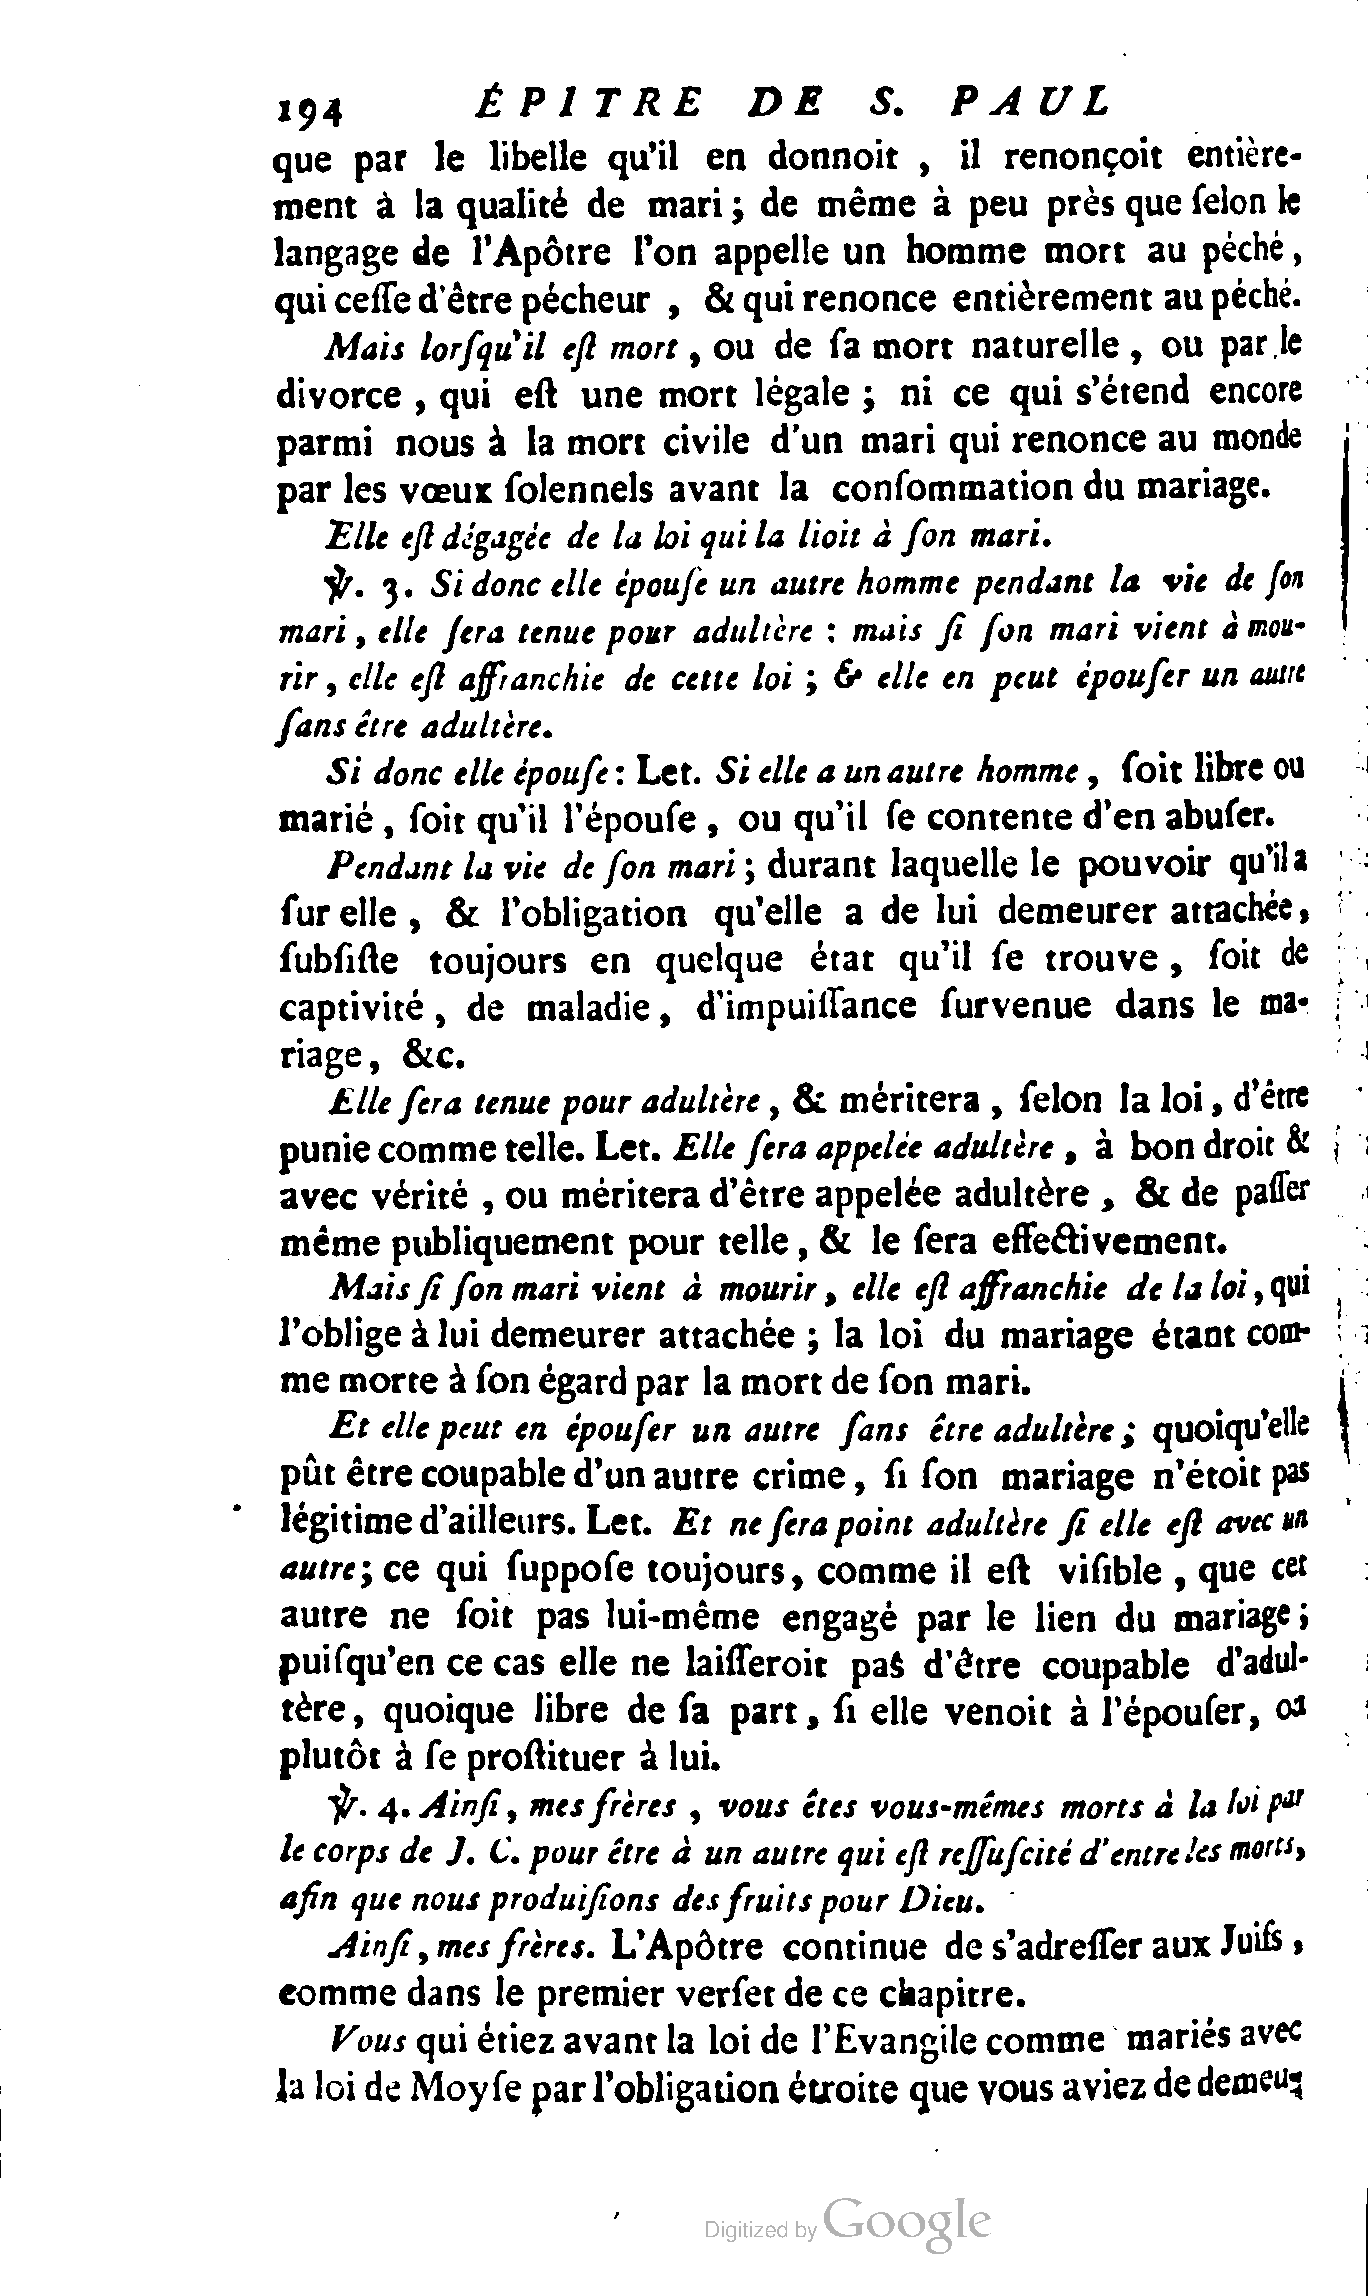 194 ÉPITRE DE S. PAUL
que par le libelle qu'il en donnoit , il renonçoit entière-
ment à la qualité de mari ; de même à peu près que ſelon le
langage de l'Apôtre l'on appelle un homme mort au péché ,
qui ceſſe d'être pécheur , & qui renonce entièrement au péché.
Mais lorſqu'il eſt mort , ou de ſa mort naturelle , ou par le
divorce , qui eſt une mort légale ; ni ce qui s'étend encore
parmi nous à la mort civile d'un mari qui renonce au monde
par les vœux ſolennels avant la conſommation du mariage.
Elle eſt dégagée de la loi qui la lioit à ſon mari.
℣. 3. Si donc elle épouſe un autre homme pendant la vie de ſon
mari , elle ſera tenue pour adultère : mais ſi ſon mari vient à mou-
rir , elle eſt affranchie de cette loi ; & elle en peut épouſer un autre
ſans être adultère.
Si donc elle épouſe : Let. Si elle a un autre homme , ſoit libre ou
marié , ſoit qu'il l'épouſe , ou qu'il ſe contente d'en abuſer.
Pendant la vie de ſon mari ; durant laquelle le pouvoir qu'il a
ſur elle , & l'obligation qu'elle a de lui demeurer attachée ,
ſubſiſte toujours en quelque état qu'il ſe trouve , ſoit de
captivité , de maladie , d'impuiſſance ſurvenue dans le ma-
riage , &c.
Elle ſera tenue pour adultère , & méritera , ſelon la loi , d'être
punie comme telle. Let. Elle ſera appelée adultère , à bon droit &
avec vérité , ou méritera d'être appelée adultère , & de paſſer
même publiquement pour telle , & le ſera effectivement.
Mais ſi ſon mari vient à mourir , elle eſt affranchie de la loi , qui
l'oblige à lui demeurer attachée ; la loi du mariage étant com-
me morte à ſon égard par la mort de ſon mari.
Et elle peut en épouſer un autre ſans être adultère ; quoiqu'elle
pût être coupable d'un autre crime , ſi ſon mariage n'étoit pas
légitime d'ailleurs. Let. Et ne ſera point adultère ſi elle eſt avec un
autre ; ce qui ſuppoſe toujours , comme il eſt viſible , que cet
autre ne ſoit pas lui-même engagé par le lien du mariage ;
puiſqu'en ce cas elle ne laiſſeroit pas d'être coupable d'adul-
tère , quoique libre de ſa part , ſi elle venoit à l'épouſer , ou
plutôt à ſe proſtituer à lui.
℣. 4. Ainſi , mes frères , vous êtes vous-mêmes morts à la loi par
le corps de J. C. pour être à un autre qui eſt reſſuſcité d'entre les morts ,
afin que nous produiſions des fruits pour Dieu.
Ainſi , mes frères. L'Apôtre continue de s'adreſſer aux Juifs ,
comme dans le premier verſet de ce chapitre.
Vous qui étiez avant la loi de l'Evangile comme mariés avec
la loi de Moyſe par l'obligation étroite que vous aviez de demeu-
Digitized by Google